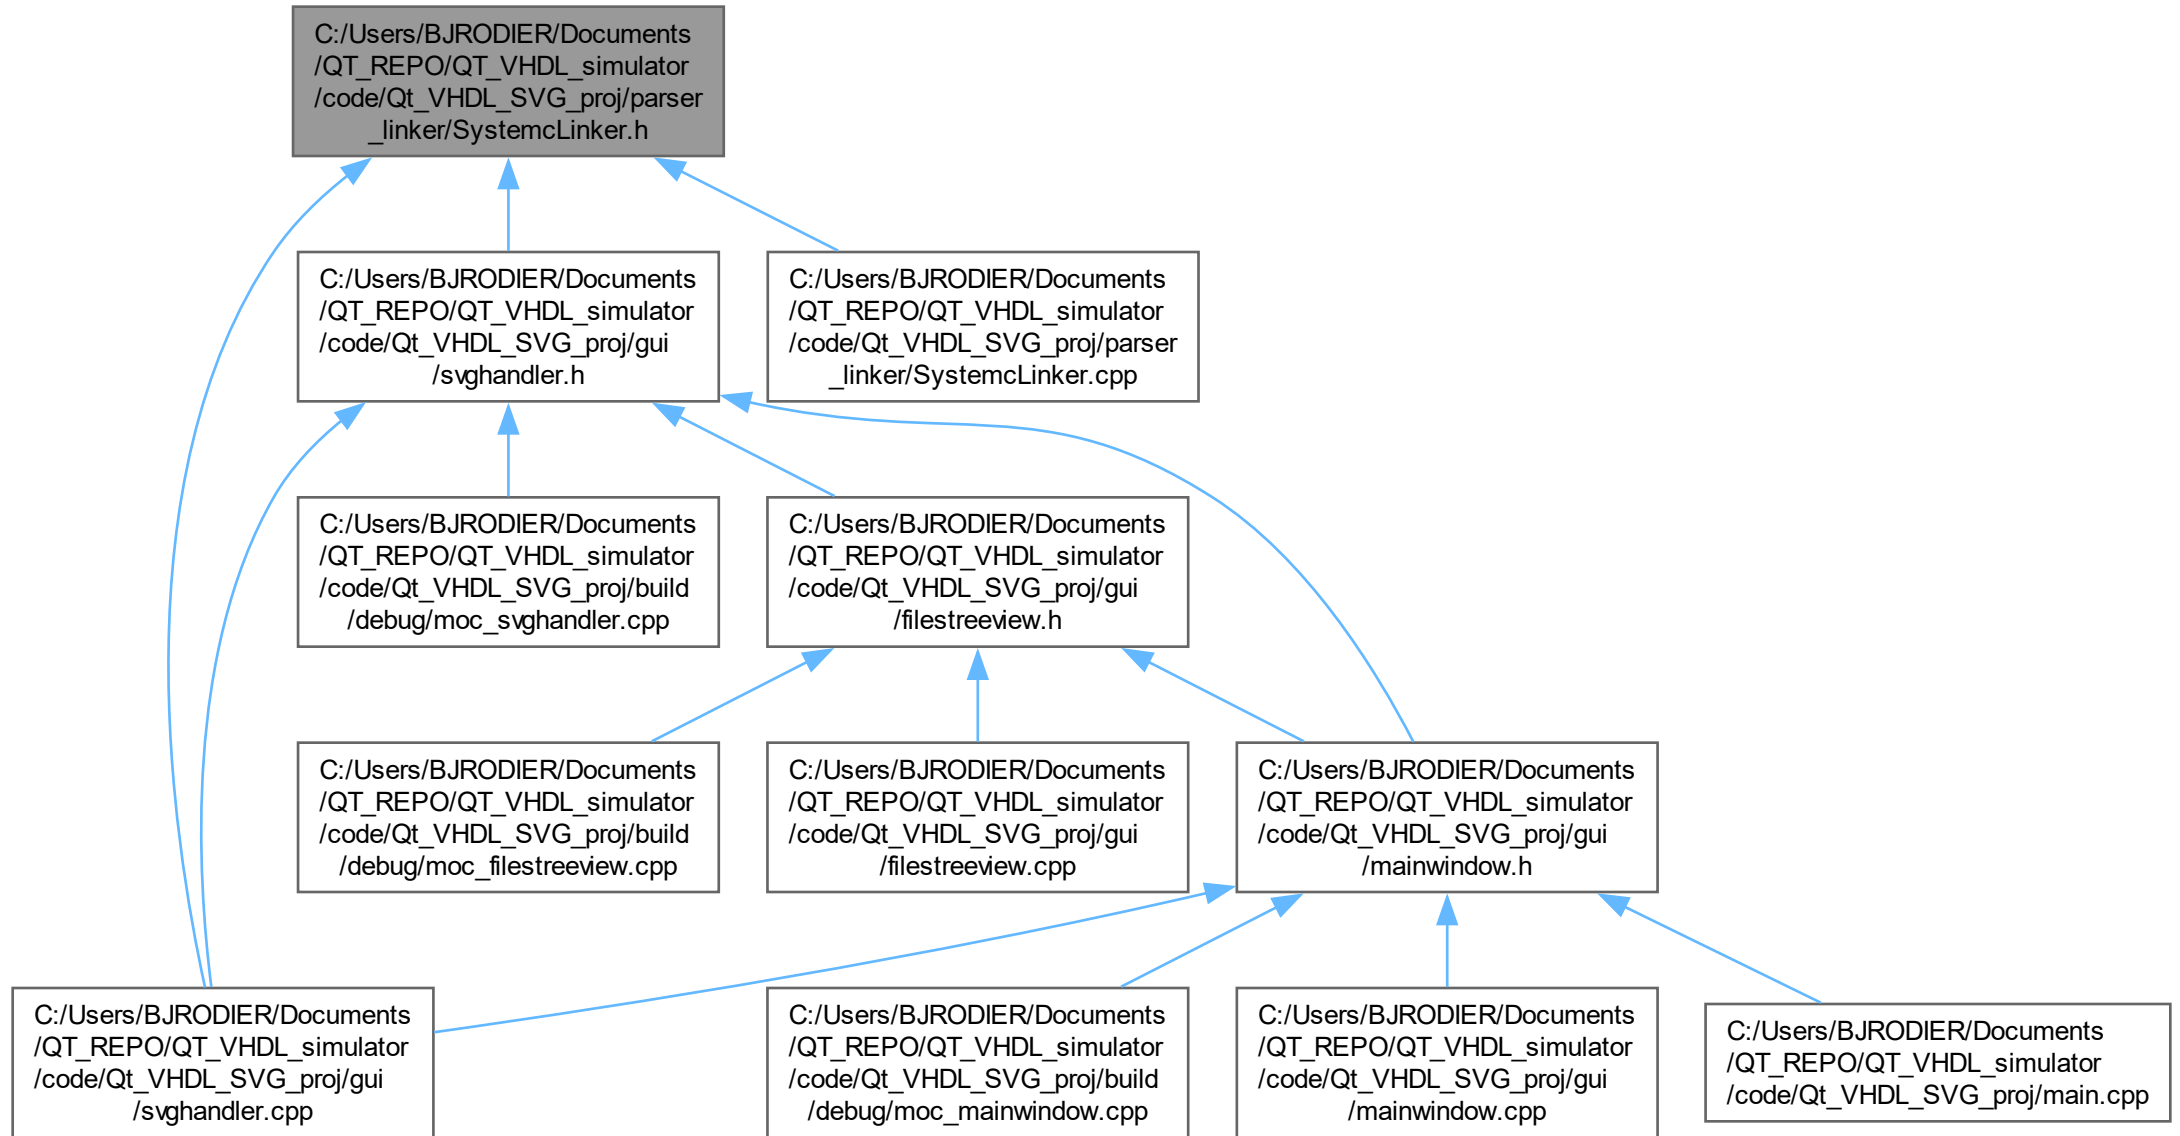 C:/Users/BJRODIER/Documents
/QT_REPO/QT_VHDL_simulator
/code/Qt_VHDL_SVG_proj/parser
_linker/SystemcLinker.h
C:/Users/BJRODIER/Documents
/QT_REPO/QT_VHDL_simulator
/code/Qt_VHDL_SVG_proj/gui
/svghandler.h
C:/Users/BJRODIER/Documents
/QT_REPO/QT_VHDL_simulator
/code/Qt_VHDL_SVG_proj/parser
_linker/SystemcLinker.cpp
C:/Users/BJRODIER/Documents
/QT_REPO/QT_VHDL_simulator
/code/Qt_VHDL_SVG_proj/build
/debug/moc_svghandler.cpp
C:/Users/BJRODIER/Documents
/QT_REPO/QT_VHDL_simulator
/code/Qt_VHDL_SVG_proj/gui
/filestreeview.h
C:/Users/BJRODIER/Documents
/QT_REPO/QT_VHDL_simulator
/code/Qt_VHDL_SVG_proj/build
/debug/moc_filestreeview.cpp
C:/Users/BJRODIER/Documents
/QT_REPO/QT_VHDL_simulator
/code/Qt_VHDL_SVG_proj/gui
/filestreeview.cpp
C:/Users/BJRODIER/Documents
/QT_REPO/QT_VHDL_simulator
/code/Qt_VHDL_SVG_proj/gui
/mainwindow.h
C:/Users/BJRODIER/Documents
/QT_REPO/QT_VHDL_simulator
/code/Qt_VHDL_SVG_proj/gui
/svghandler.cpp
C:/Users/BJRODIER/Documents
/QT_REPO/QT_VHDL_simulator
/code/Qt_VHDL_SVG_proj/build
/debug/moc_mainwindow.cpp
C:/Users/BJRODIER/Documents
/QT_REPO/QT_VHDL_simulator
/code/Qt_VHDL_SVG_proj/gui
/mainwindow.cpp
C:/Users/BJRODIER/Documents
/QT_REPO/QT_VHDL_simulator
/code/Qt_VHDL_SVG_proj/main.cpp